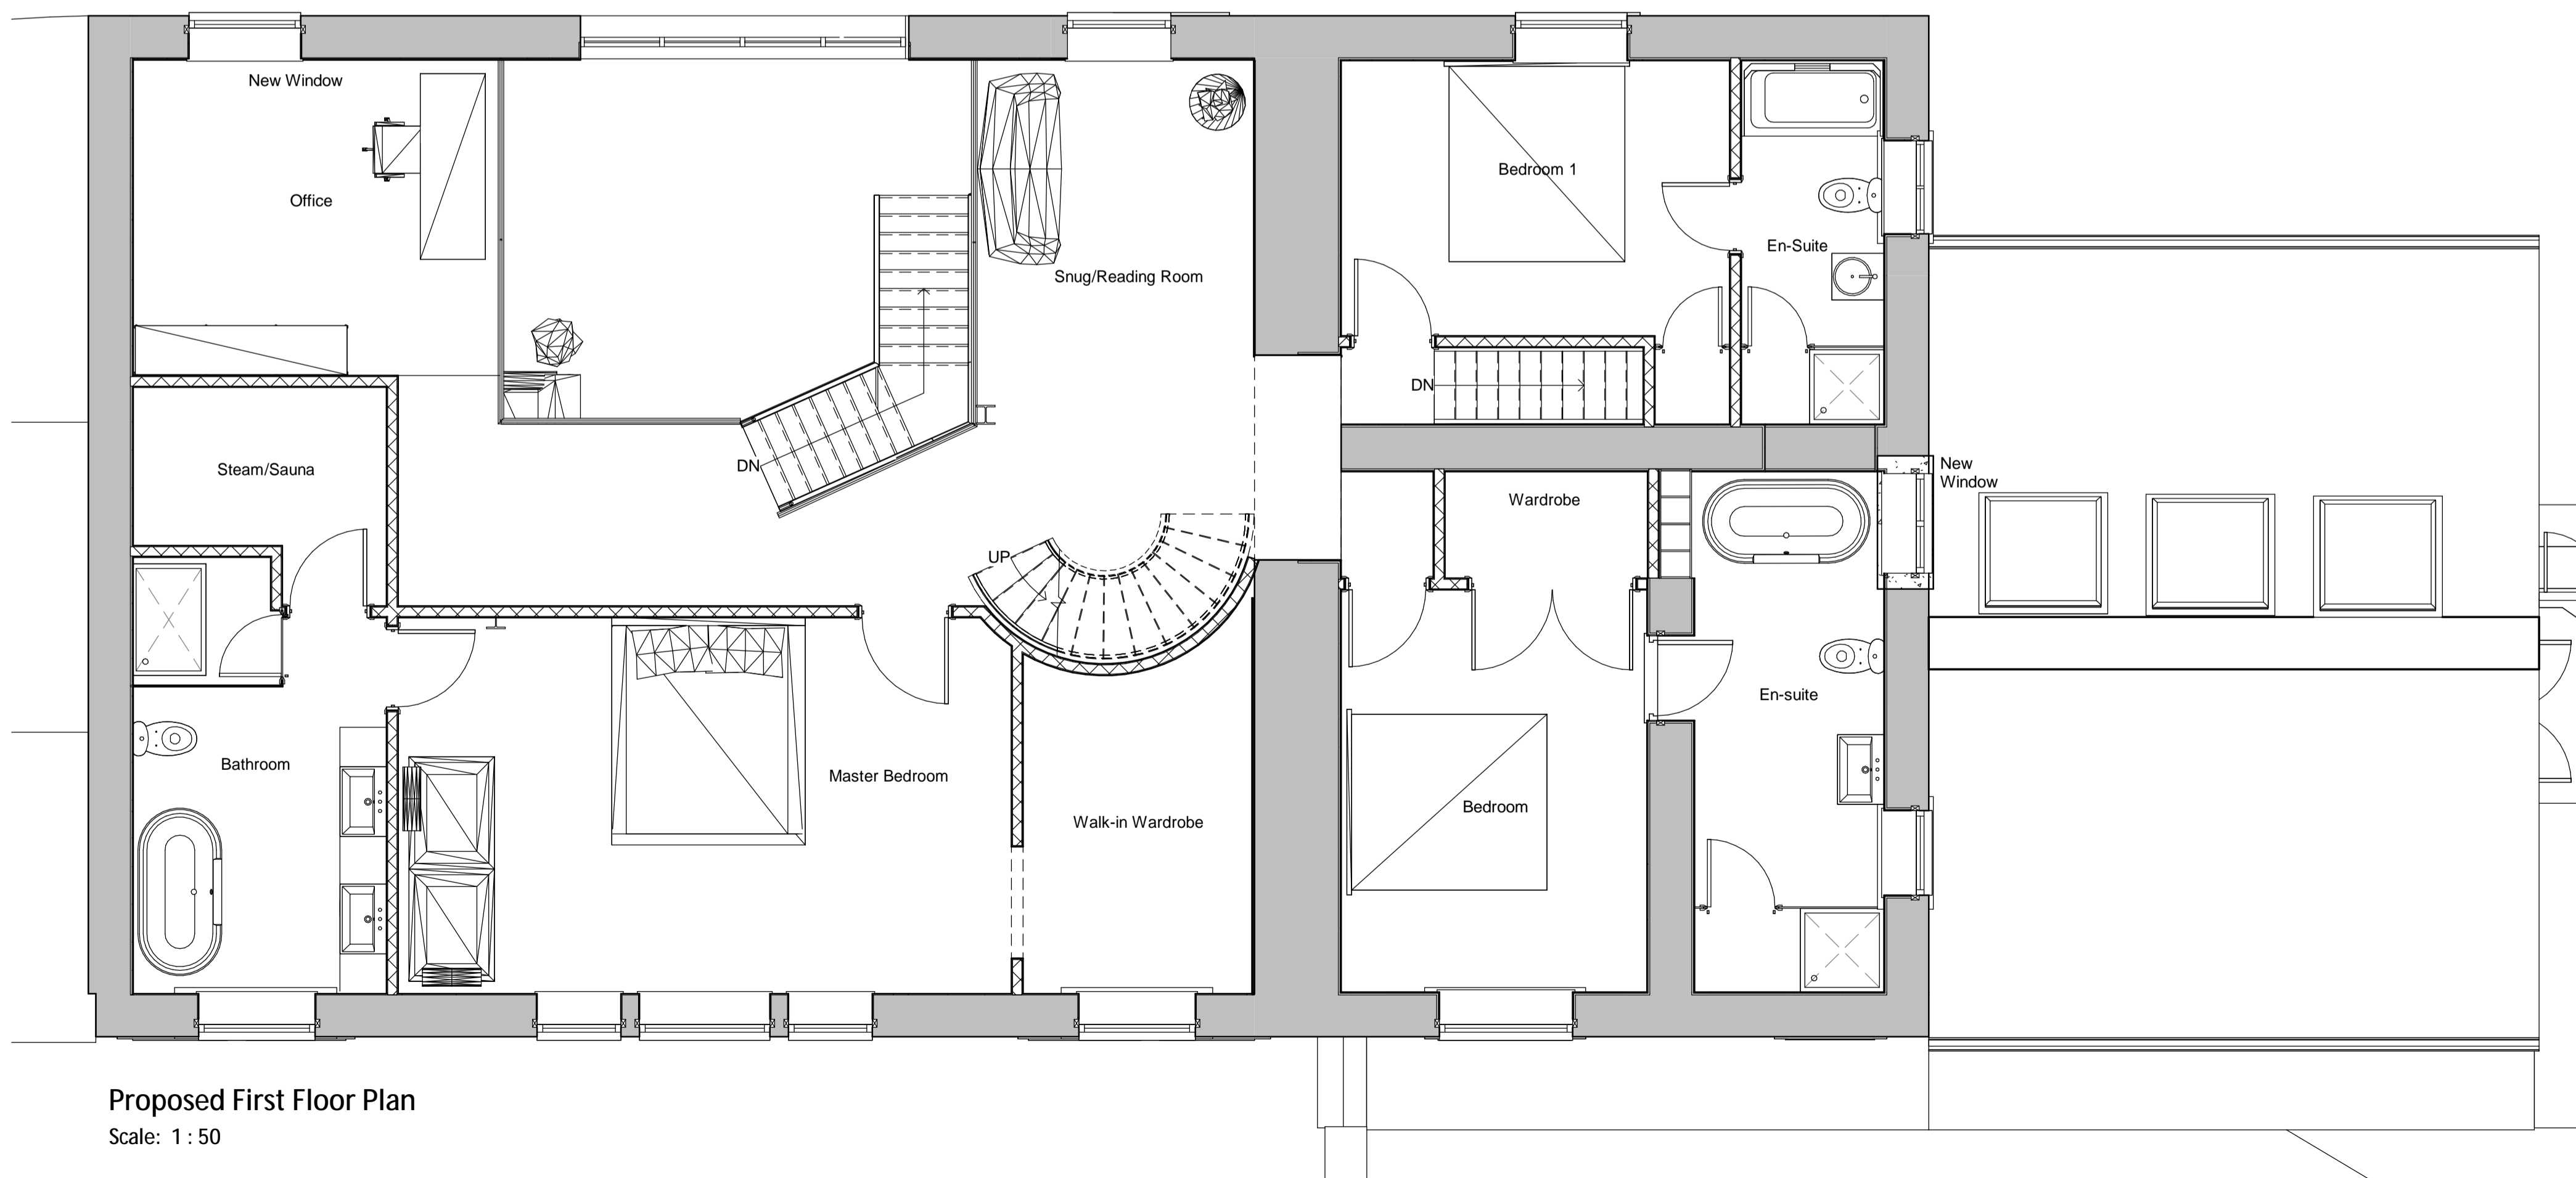 New Window
Office
Bedroom 1
En-Suite
Snug/Reading Room
DN
DN
Steam/Sauna
New
Window
Wardrobe
UP
En-suite
Bathroom
Master Bedroom
Bedroom
Walk-in Wardrobe
Proposed First Floor Plan
Scale: 1 : 50